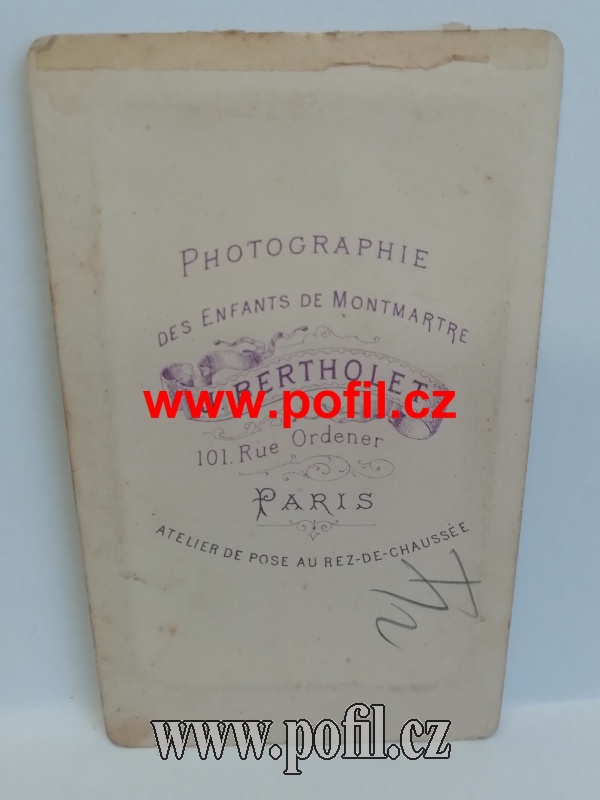 PHOTOGRAPHIE
DES ENFANTS DE MONTMARTRE
BERTHOLET
www.pofil.cz
101. Rue Ordener
PARIS
ATELIER DE POSE AU REZ-DE-CHAUSSÉE
www.pofil.cz